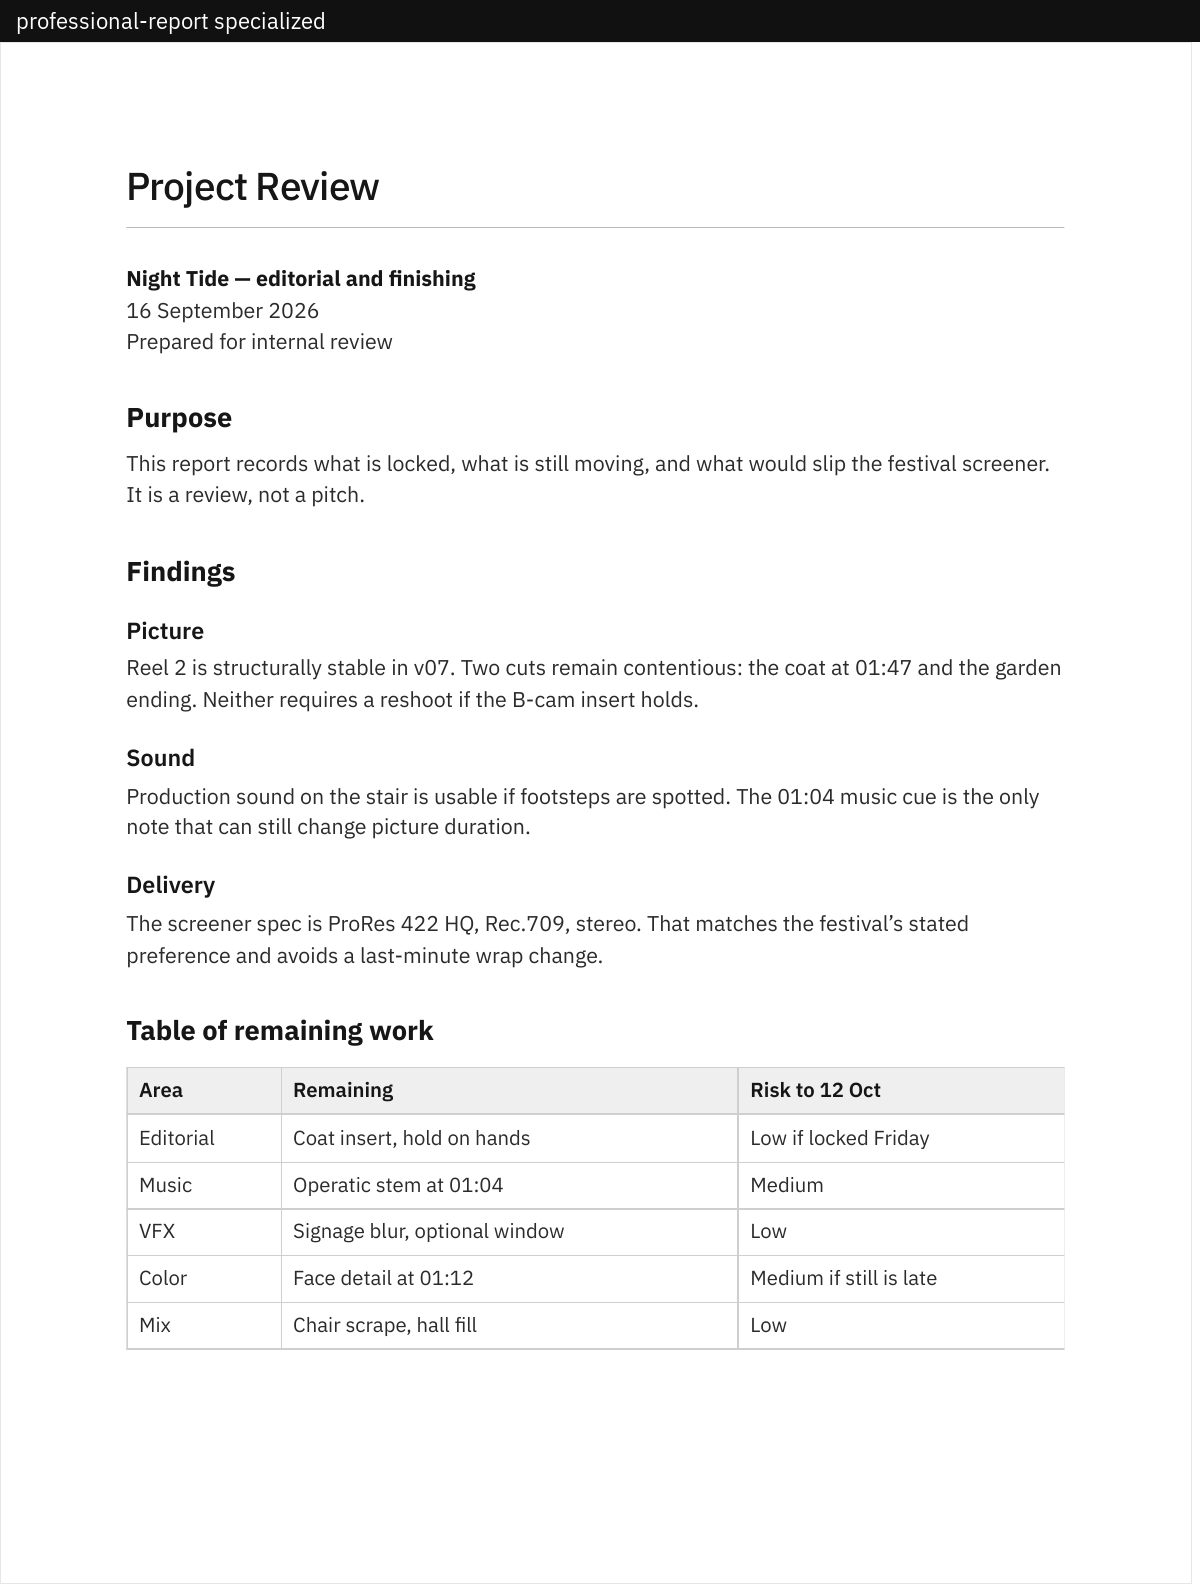 professional-report specialized
Project Review
Night Tide — editorial and finishing
16 September 2026
Prepared for internal review
Purpose
This report records what is locked, what is still moving, and what would slip the festival screener.
It is a review, not a pitch.
Findings
Picture
Reel 2 is structurally stable in v07. Two cuts remain contentious: the coat at 01:47 and the garden
ending. Neither requires a reshoot if the B-cam insert holds.
Sound
Production sound on the stair is usable if footsteps are spotted. The 01:04 music cue is the only
note that can still change picture duration.
Delivery
The screener spec is ProRes 422 HQ, Rec.709, stereo. That matches the festival’s stated
preference and avoids a last-minute wrap change.
Table of remaining work
Area Remaining Risk to 12 Oct
Editorial Coat insert, hold on hands Low if locked Friday
Music Operatic stem at 01:04 Medium
VFX Signage blur, optional window Low
Color Face detail at 01:12 Medium if still is late
Mix Chair scrape, hall fill Low